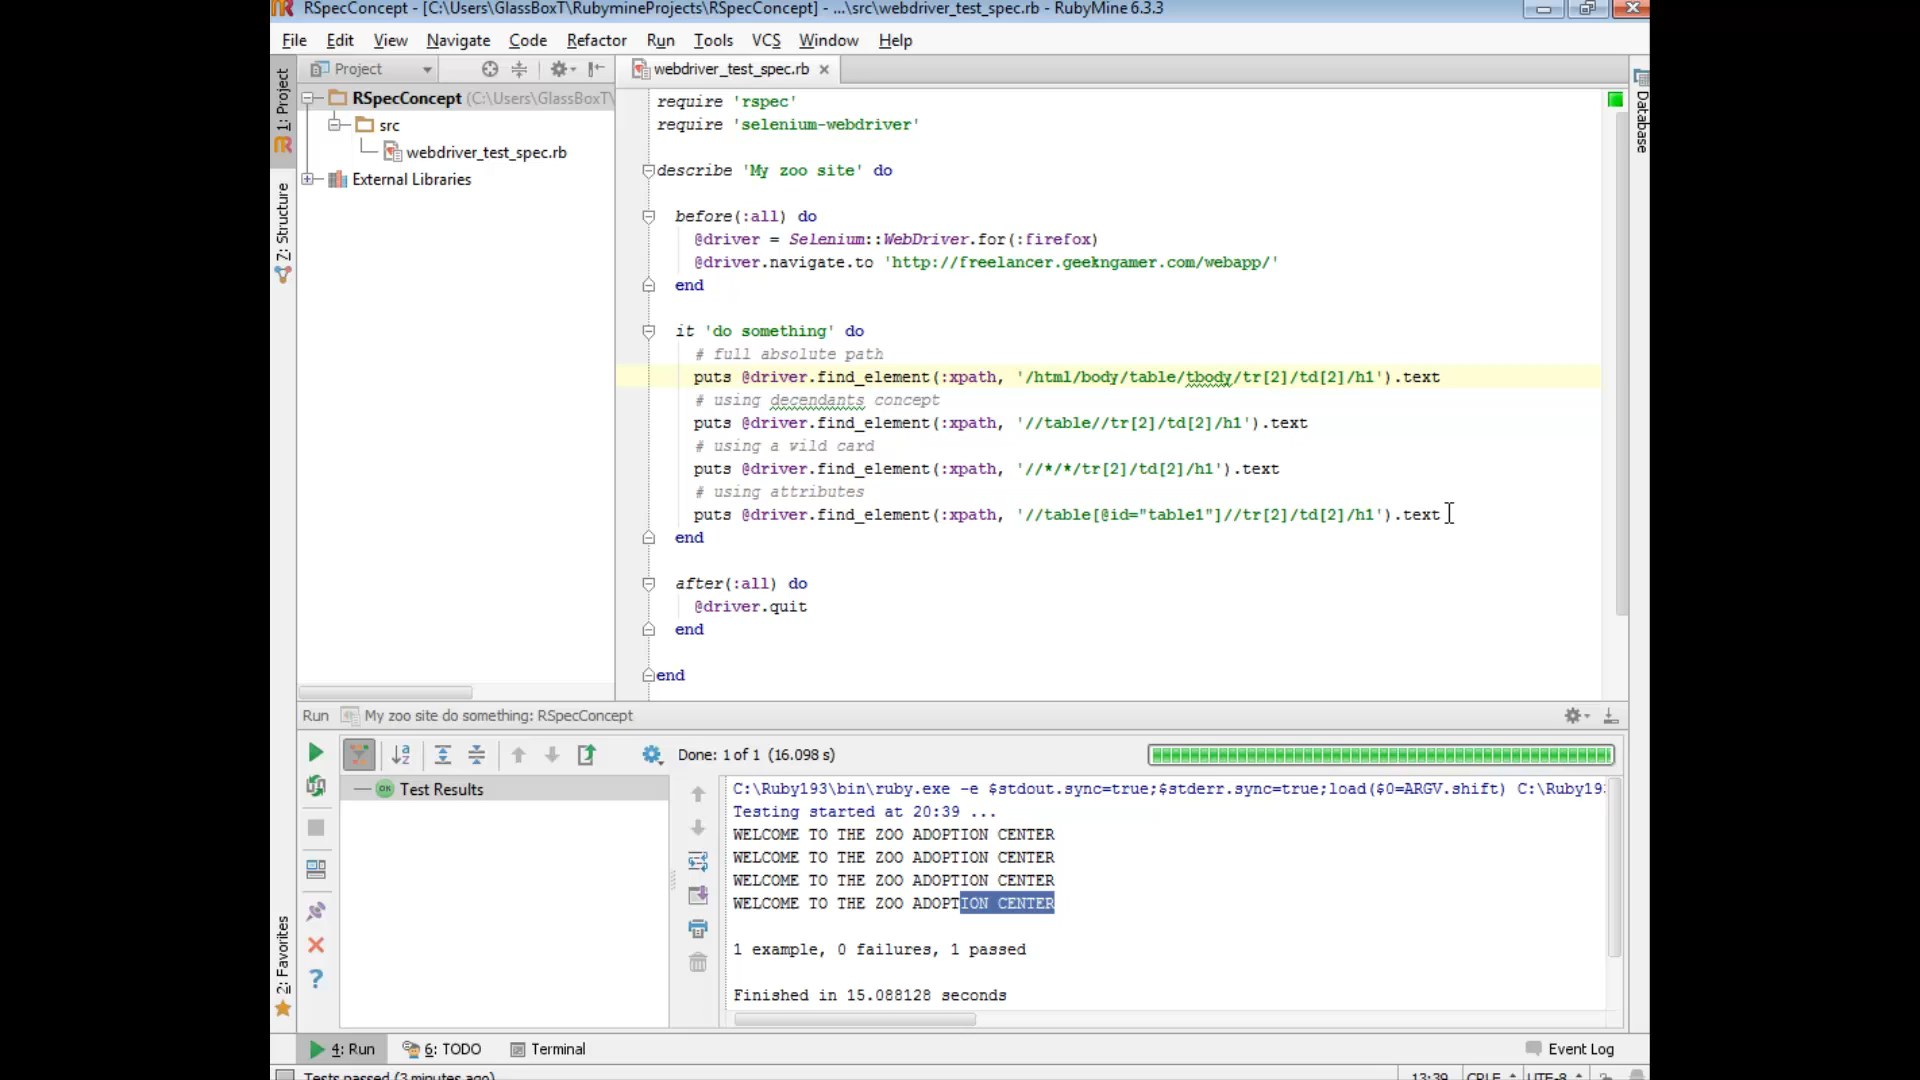 RSpecConcept - [C:\Users\GlassBoxT\RubymineProjects\RSpecConcept] - ...\src\webdriver_test_spec.rb - RubyMine 6.3.3
File Edit View Navigate Code Refactor Run Tools VCS Window Help
Project
webdriver_test_spec.rb
1: Project
Z: Structure
2: Favorites
Database
RSpecConcept (C:\Users\GlassBoxT\
src
webdriver_test_spec.rb
External Libraries
require 'rspec'
require 'selenium-webdriver'
describe 'My zoo site' do
before(:all) do
@driver = Selenium::WebDriver.for(:firefox)
@driver.navigate.to 'http://freelancer.geekngamer.com/webapp/'
end
it 'do something' do
# full absolute path
puts @driver.find_element(:xpath, '/html/body/table/tbody/tr[2]/td[2]/h1').text
# using decendants concept
puts @driver.find_element(:xpath, '//table//tr[2]/td[2]/h1').text
# using a wild card
puts @driver.find_element(:xpath, '//*/*/tr[2]/td[2]/h1').text
# using attributes
puts @driver.find_element(:xpath, '//table[@id="table1"]//tr[2]/td[2]/h1').text
end
after(:all) do
@driver.quit
end
end
Run My zoo site do something: RSpecConcept
Done: 1 of 1 (16.098 s)
OK Test Results
C:\Ruby193\bin\ruby.exe -e $stdout.sync=true;$stderr.sync=true;load($0=ARGV.shift) C:\Ruby19
Testing started at 20:39 ...
WELCOME TO THE ZOO ADOPTION CENTER
WELCOME TO THE ZOO ADOPTION CENTER
WELCOME TO THE ZOO ADOPTION CENTER
WELCOME TO THE ZOO ADOPTION CENTER
1 example, 0 failures, 1 passed
Finished in 15.088128 seconds
4: Run 6: TODO Terminal Event Log
Tests passed (3 minutes ago) 13:39 CRLF UTF-8